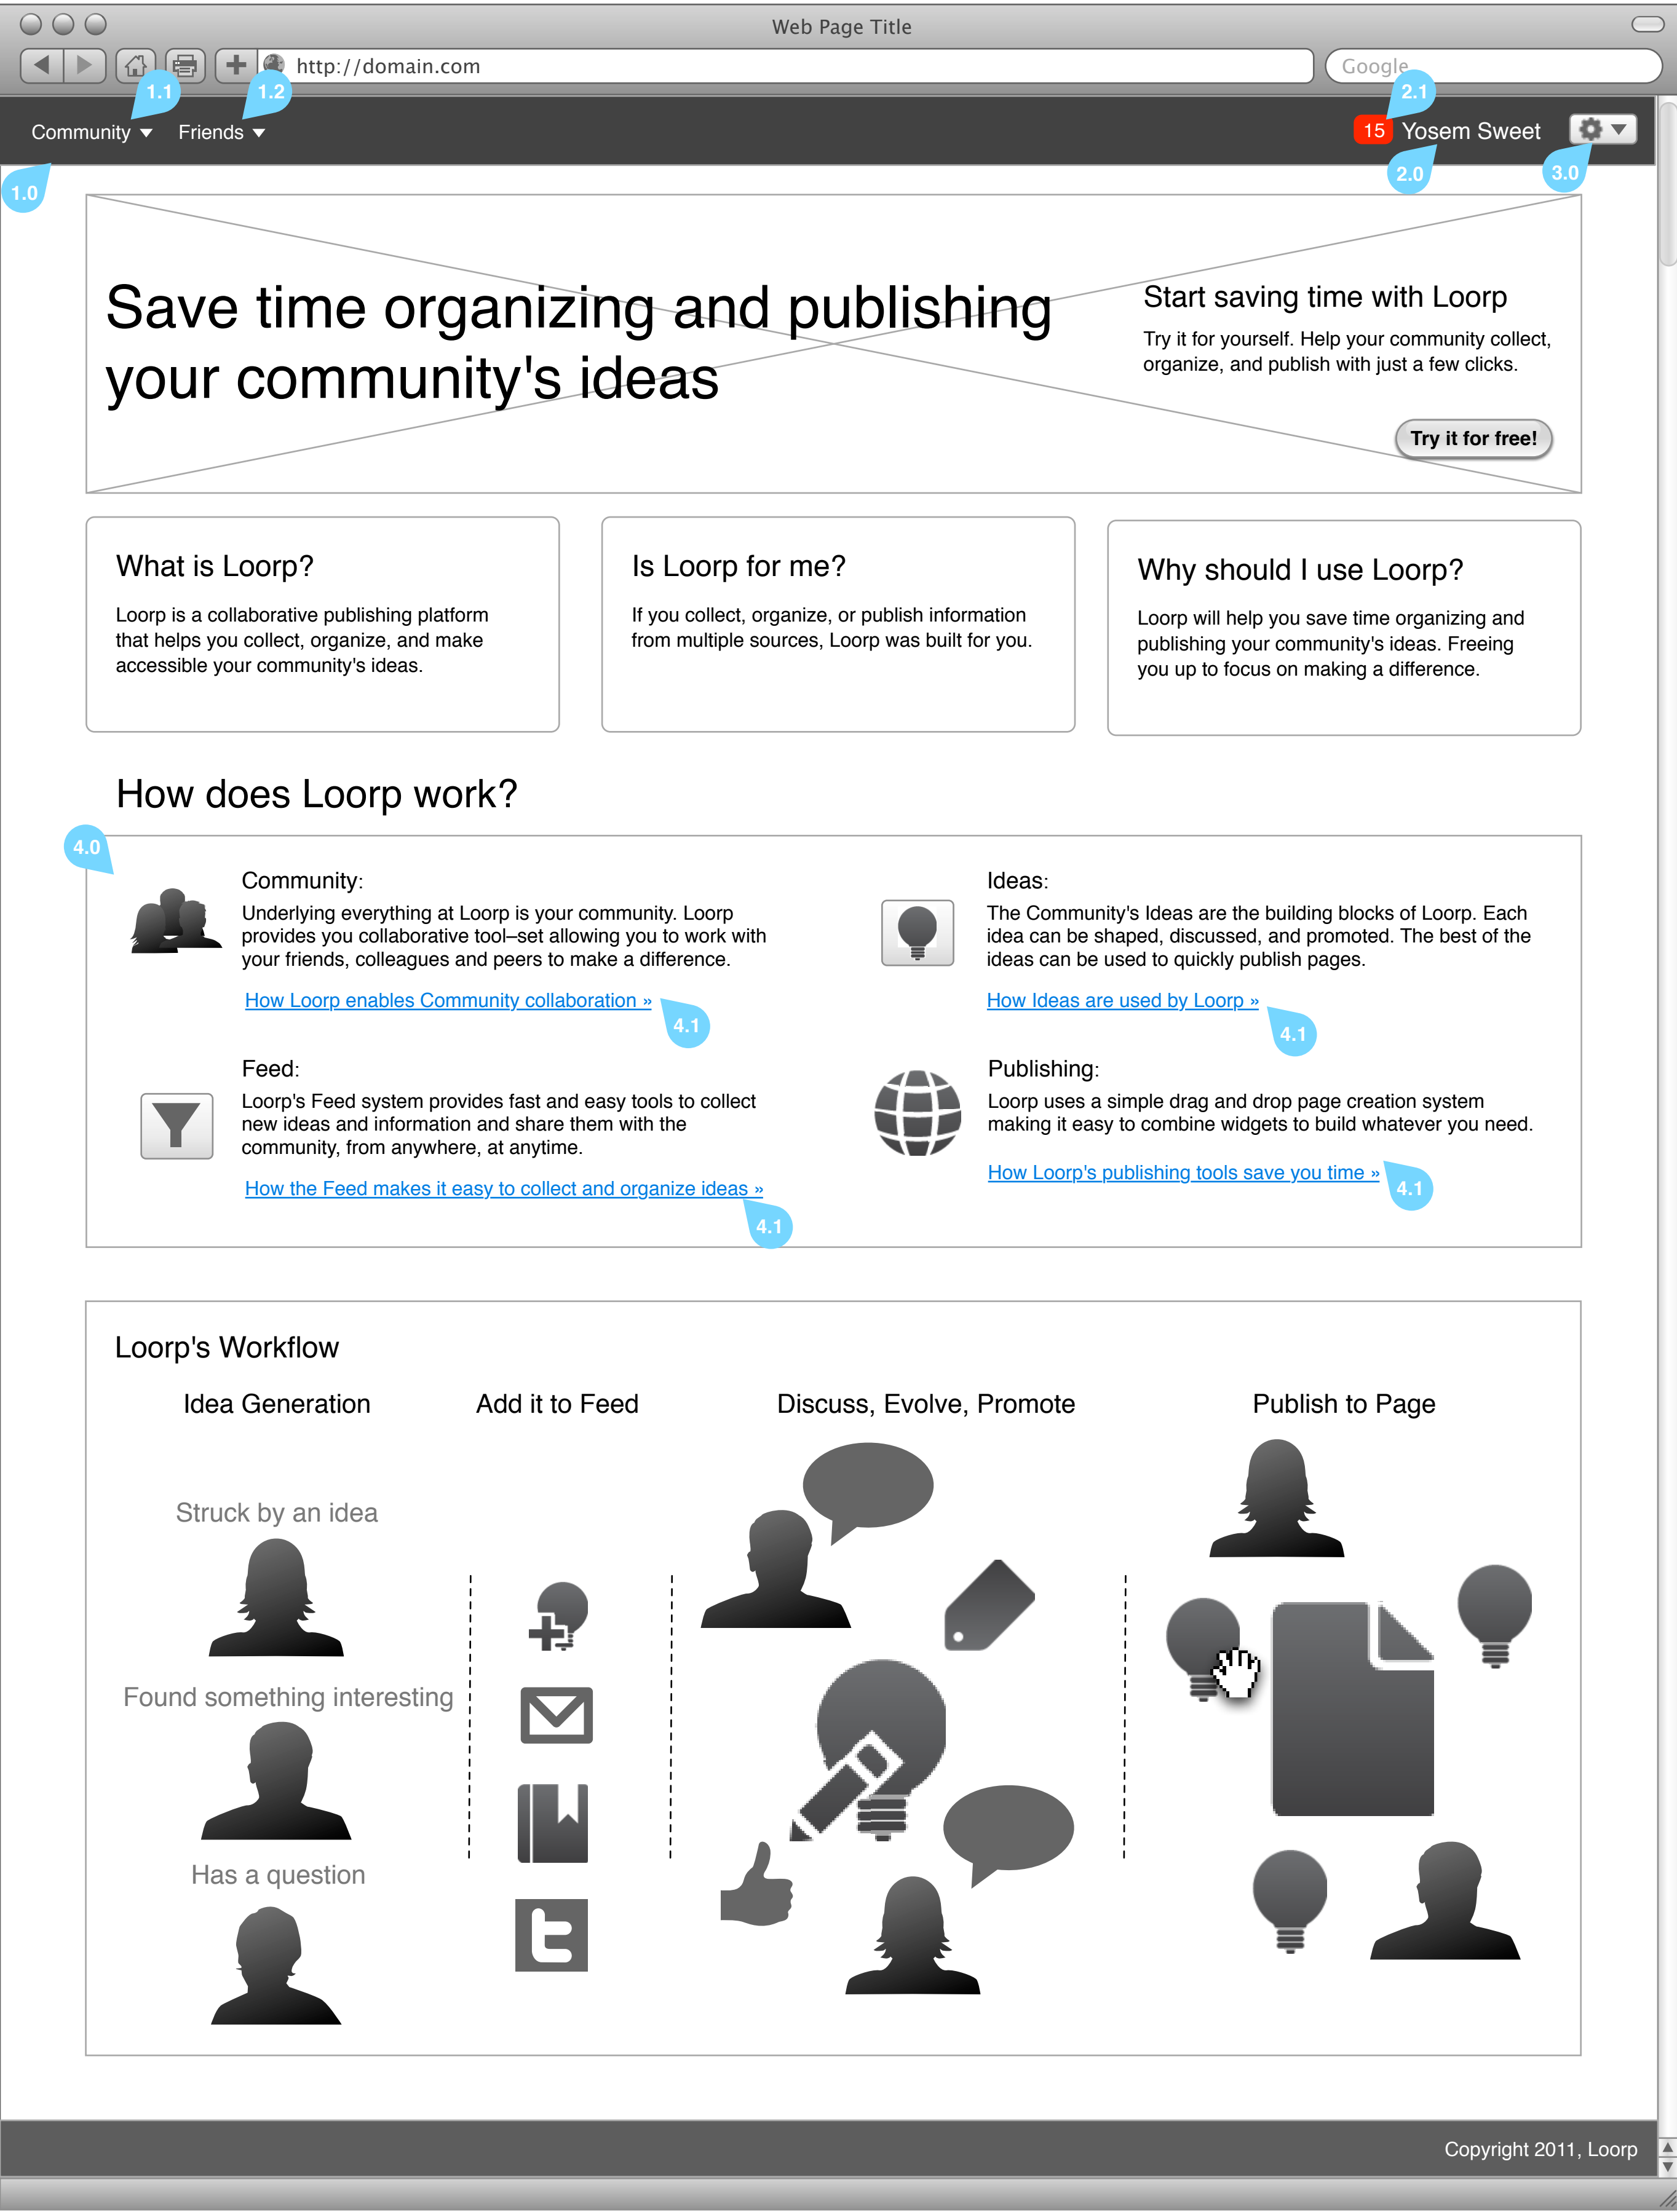 Web Page Title
http://domain.com
Google
1.1
1.2
2.1
Community
Friends
15
Yosem Sweet
1.0
2.0
3.0
Save time organizing and publishing
your community's ideas
Start saving time with Loorp
Try it for yourself. Help your community collect,
organize, and publish with just a few clicks.
Try it for free!
What is Loorp?
Loorp is a collaborative publishing platform
that helps you collect, organize, and make
accessible your community's ideas.
Is Loorp for me?
If you collect, organize, or publish information
from multiple sources, Loorp was built for you.
Why should I use Loorp?
Loorp will help you save time organizing and
publishing your community's ideas. Freeing
you up to focus on making a difference.
How does Loorp work?
4.0
Community:
Underlying everything at Loorp is your community. Loorp
provides you collaborative tool–set allowing you to work with
your friends, colleagues and peers to make a difference.
How Loorp enables Community collaboration »
4.1
Ideas:
The Community's Ideas are the building blocks of Loorp. Each
idea can be shaped, discussed, and promoted. The best of the
ideas can be used to quickly publish pages.
How Ideas are used by Loorp »
4.1
Feed:
Loorp's Feed system provides fast and easy tools to collect
new ideas and information and share them with the
community, from anywhere, at anytime.
How the Feed makes it easy to collect and organize ideas »
4.1
Publishing:
Loorp uses a simple drag and drop page creation system
making it easy to combine widgets to build whatever you need.
How Loorp's publishing tools save you time »
4.1
Loorp's Workflow
Idea Generation
Add it to Feed
Discuss, Evolve, Promote
Publish to Page
Struck by an idea
Found something interesting
Has a question
Copyright 2011, Loorp